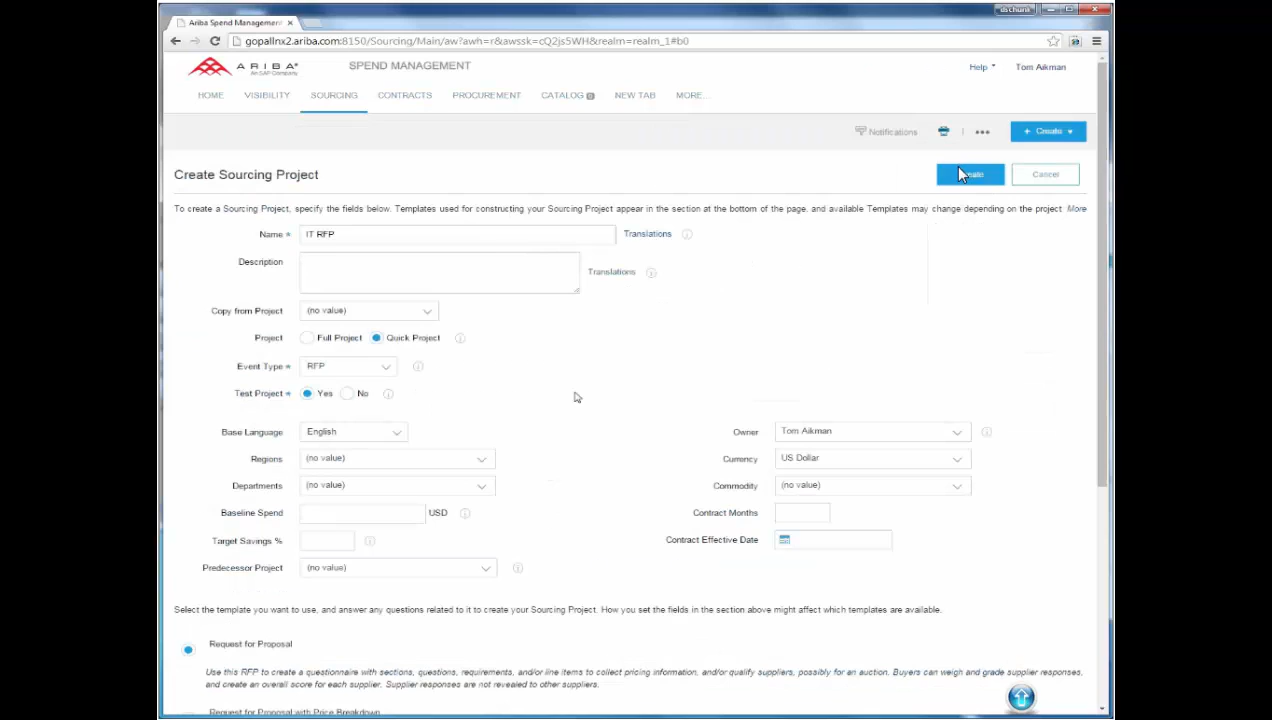 dschunk
Ariba Spend Management
gopallnx2.ariba.com:8150/Sourcing/Main/aw?awh=r&awssk=cQ2js5WH&realm=realm_1#b0
ARIBA
An SAP Company
SPEND MANAGEMENT
Help
Tom Aikman
HOME VISIBILITY SOURCING CONTRACTS PROCUREMENT CATALOG NEW TAB MORE...
Notifications
+ Create
Create Sourcing Project
Cancel
To create a Sourcing Project, specify the fields below. Templates used for constructing your Sourcing Project appear in the section at the bottom of the page, and available Templates may change depending on the project More
Name * IT RFP Translations
Description Translations
Copy from Project (no value)
Project Full Project Quick Project
Event Type * RFP
Test Project * Yes No
Base Language English Owner Tom Aikman
Regions (no value) Currency US Dollar
Departments (no value) Commodity (no value)
Baseline Spend USD Contract Months
Target Savings % Contract Effective Date
Predecessor Project (no value)
Select the template you want to use, and answer any questions related to it to create your Sourcing Project. How you set the fields in the section above might affect which templates are available.
Request for Proposal
Use this RFP to create a questionnaire with sections, questions, requirements, and/or line items to collect pricing information, and/or qualify suppliers, possibly for an auction. Buyers can weigh and grade supplier responses,
and create an overall score for each supplier. Supplier responses are not revealed to other suppliers.
Request for Proposal with Price Breakdown